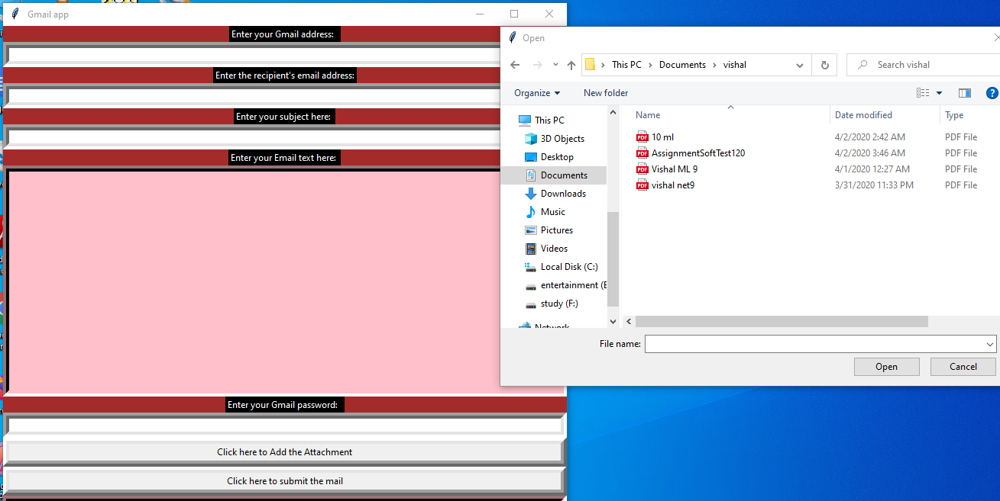 Gmail app
Enter your Gmail address:
Enter the recipient's email address:
Enter your subject here:
Enter your Email text here:
Enter your Gmail password:
Click here to Add the Attachment
Click here to submit the mail
Open
This PC > Documents > vishal
Search vishal
Organize New folder
This PC
3D Objects
Desktop
Documents
Downloads
Music
Pictures
Videos
Local Disk (C:)
entertainment (E
study (F:)
Network
Name Date modified Type
PDF 10 ml 4/2/2020 2:42 AM PDF File
PDF AssignmentSoftTest120 4/2/2020 3:46 AM PDF File
PDF Vishal ML 9 4/1/2020 12:27 AM PDF File
PDF vishal net9 3/31/2020 11:33 PM PDF File
File name:
Open Cancel